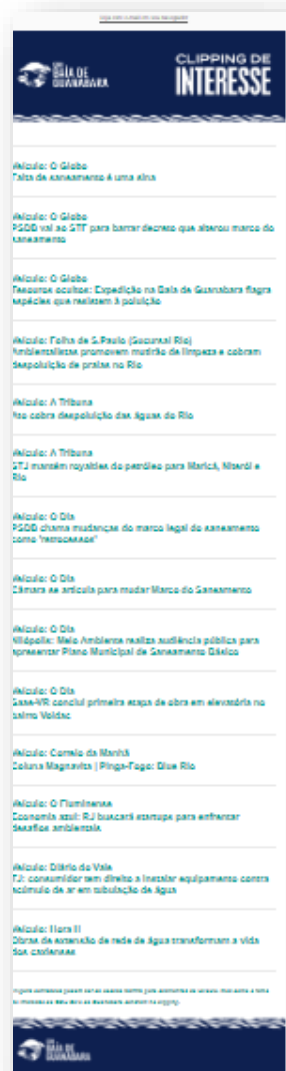 BAÍA DE
GUANABARA
CLIPPING DE
INTERESSE
Veículo: O Globo
Falta de saneamento é uma sina
Veículo: O Globo
PSDB vai ao STF para barrar decreto que alterou marco do
saneamento
Veículo: O Globo
Tesouros ocultos: Expedição na Baía de Guanabara flagra
espécies que resistem à poluição
Veículo: Folha de S.Paulo (Sucursal Rio)
Ambientalistas promovem mutirão de limpeza e cobram
despoluição de praias no Rio
Veículo: A Tribuna
Ato cobra despoluição das águas do Rio
Veículo: A Tribuna
STJ mantém royalties do petróleo para Maricá, Niterói e
Rio
Veículo: O Dia
PSDB chama mudanças do marco legal do saneamento
como "retrocessos"
Veículo: O Dia
Câmara se articula para mudar Marco do Saneamento
Veículo: O Dia
Nilópolis: Meio Ambiente realiza audiência pública para
apresentar Plano Municipal de Saneamento Básico
Veículo: O Dia
Saae-VR conclui primeira etapa de obra em elevatória no
bairro Voldac
Veículo: Correio da Manhã
Coluna Magnavita | Pinga-Fogo: Blue Rio
Veículo: O Fluminense
Economia azul: RJ buscará startups para enfrentar
desafios ambientais
Veículo: Diário do Vale
TJ: consumidor tem direito a instalar equipamento contra
acúmulo de ar em tubulação de água
Veículo: Hora H
Obras de extensão de rede de água transformam a vida
dos caxienses
BAÍA DE
GUANABARA